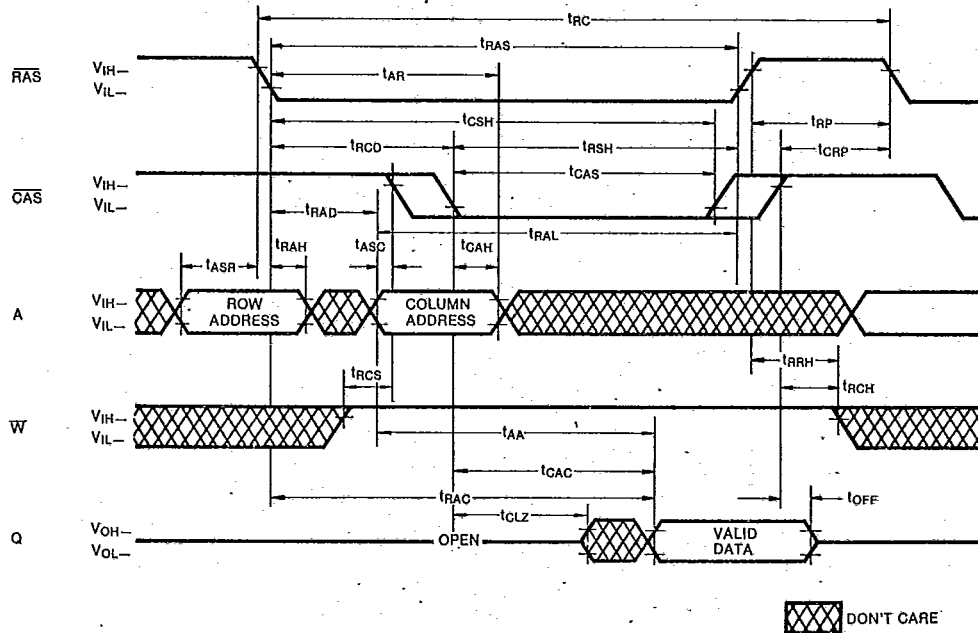 tRC
tRAS
RAS
VIH—
VIL—
tAR
tCSH
tRP
tRCD
tRSH
tCRP
CAS
VIH—
VIL—
tCAS
tRAD
tRAL
tASR
tRAH
tASC
tCAH
A
VIH—
VIL—
ROW
ADDRESS
COLUMN
ADDRESS
tRCS
tRRH
tRCH
W
VIH—
VIL—
tAA
tCAC
tRAC
tOFF
tCLZ
Q
VOH—
VOL—
OPEN
VALID
DATA
DON'T CARE